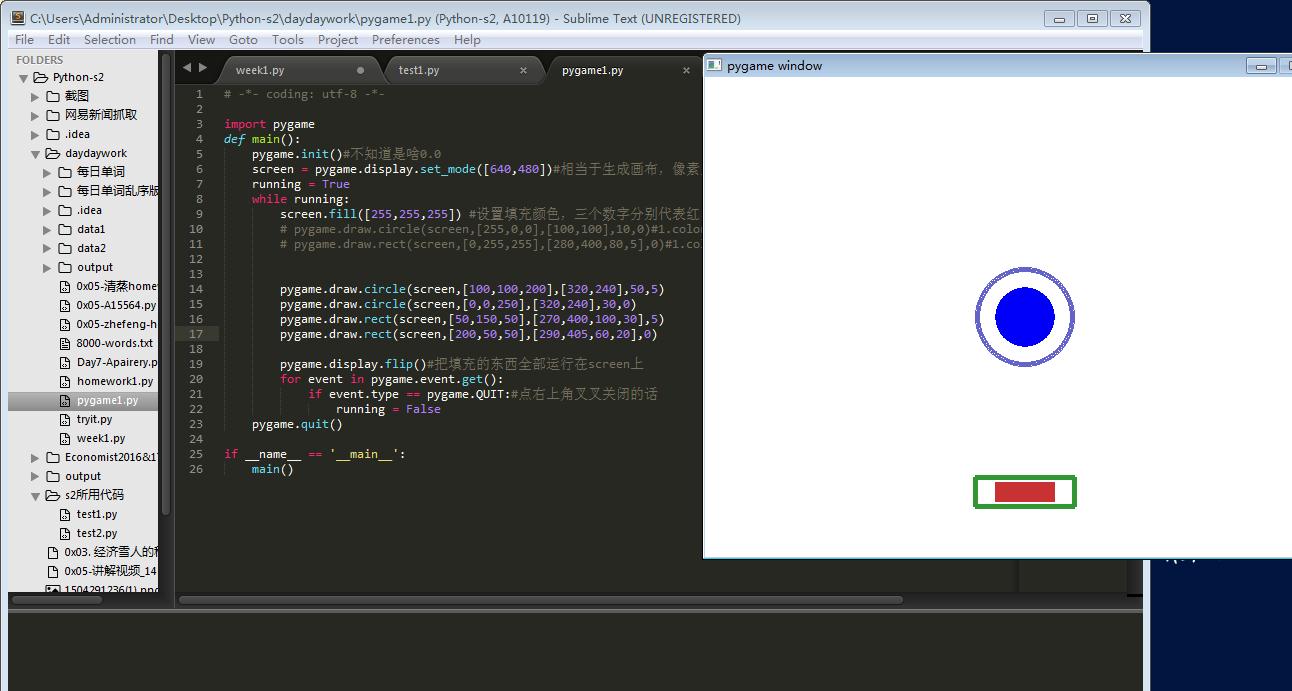 C:\Users\Administrator\Desktop\Python-s2\daydaywork\pygame1.py (Python-s2, A10119) - Sublime Text (UNREGISTERED)
File Edit Selection Find View Goto Tools Project Preferences Help
FOLDERS
Python-s2
截图
网易新闻抓取
.idea
daydaywork
每日单词
每日单词乱序版
.idea
data1
data2
output
0x05-清蒸home
0x05-A15564.py
0x05-zhefeng-h
8000-words.txt
Day7-Apairery.p
homework1.py
pygame1.py
tryit.py
week1.py
Economist2016&1
output
s2所用代码
test1.py
test2.py
0x03. 经济雪人的
0x05-讲解视频_14
1504291236(1).png
week1.py
test1.py
pygame1.py
1 # -*- coding: utf-8 -*-
2
3 import pygame
4 def main():
5 pygame.init()#不知道是啥0.0
6 screen = pygame.display.set_mode([640,480])#相当于生成画布，像素
7 running = True
8 while running:
9 screen.fill([255,255,255]) #设置填充颜色，三个数字分别代表红
10 # pygame.draw.circle(screen,[255,0,0],[100,100],10,0)#1.color
11 # pygame.draw.rect(screen,[0,255,255],[280,400,80,5],0)#1.co
12
13
14 pygame.draw.circle(screen,[100,100,200],[320,240],50,5)
15 pygame.draw.circle(screen,[0,0,250],[320,240],30,0)
16 pygame.draw.rect(screen,[50,150,50],[270,400,100,30],5)
17 pygame.draw.rect(screen,[200,50,50],[290,405,60,20],0)
18
19 pygame.display.flip()#把填充的东西全部运行在screen上
20 for event in pygame.event.get():
21 if event.type == pygame.QUIT:#点右上角叉叉关闭的话
22 running = False
23 pygame.quit()
24
25 if __name__ == '__main__':
26 main()
pygame window